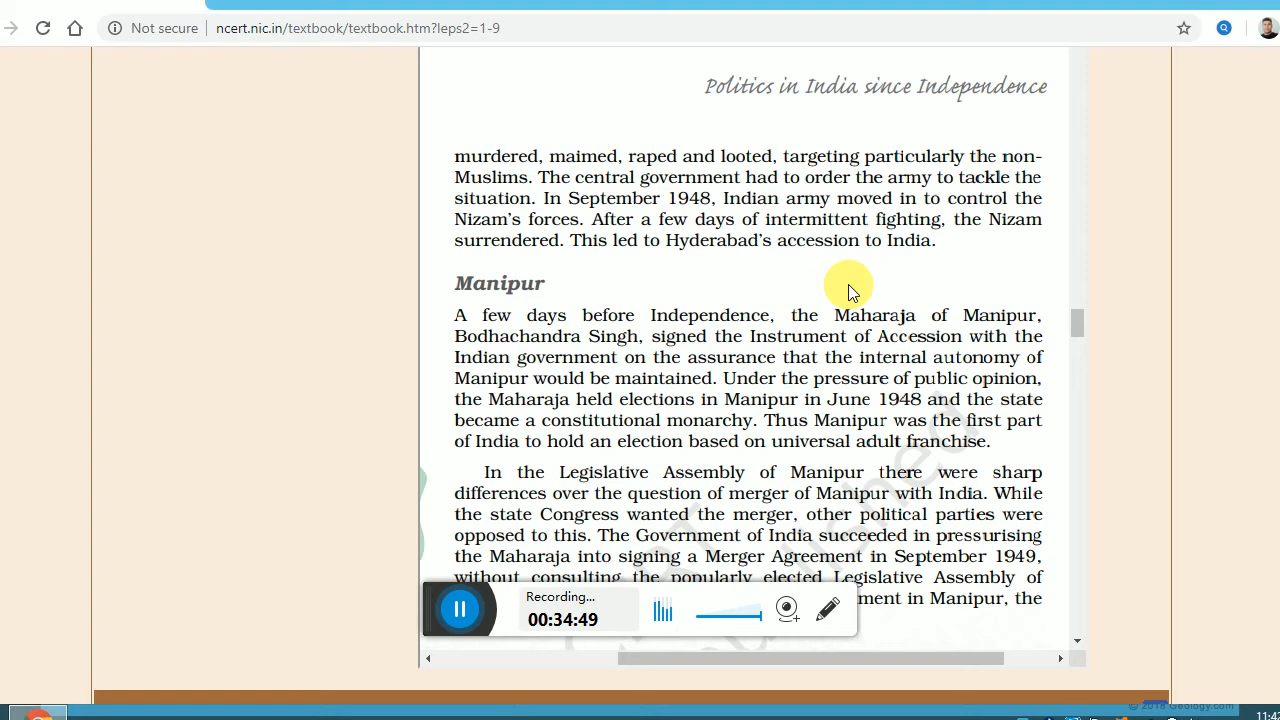 Not secure ncert.nic.in/textbook/textbook.htm?leps2=1-9
Politics in India since Independence
murdered, maimed, raped and looted, targeting particularly the non-
Muslims. The central government had to order the army to tackle the
situation. In September 1948, Indian army moved in to control the
Nizam's forces. After a few days of intermittent fighting, the Nizam
surrendered. This led to Hyderabad's accession to India.
Manipur
A few days before Independence, the Maharaja of Manipur,
Bodhachandra Singh, signed the Instrument of Accession with the
Indian government on the assurance that the internal autonomy of
Manipur would be maintained. Under the pressure of public opinion,
the Maharaja held elections in Manipur in June 1948 and the state
became a constitutional monarchy. Thus Manipur was the first part
of India to hold an election based on universal adult franchise.
In the Legislative Assembly of Manipur there were sharp
differences over the question of merger of Manipur with India. While
the state Congress wanted the merger, other political parties were
opposed to this. The Government of India succeeded in pressurising
the Maharaja into signing a Merger Agreement in September 1949,
without consulting the popularly elected Legislative Assembly of
in Manipur, the
Recording...
00:34:49
© 2018 Geology.com